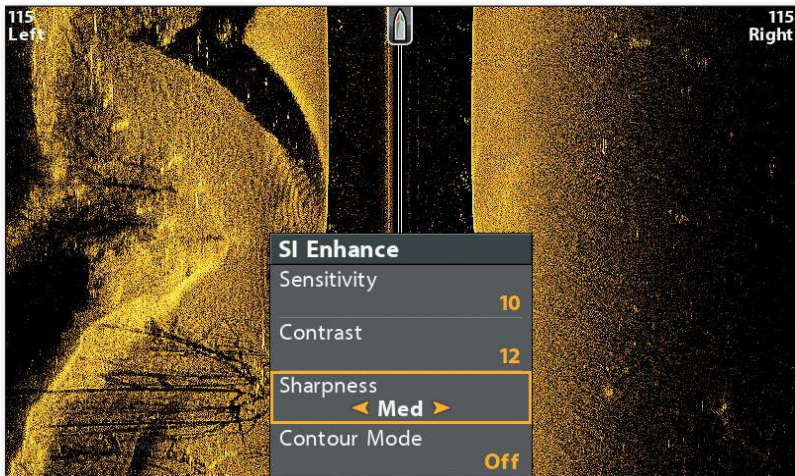 115
Left
115
Right
SI Enhance
Sensitivity
10
Contrast
12
Sharpness
Med
Contour Mode
Off